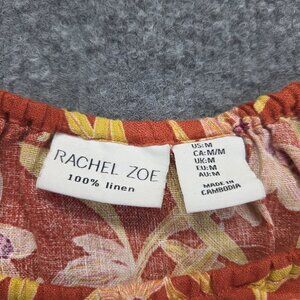 RACHEL ZOE
100% linen
US:M
CA:M/M
UK:M
EU:M
AU:M
MADE IN
CAMBODIA